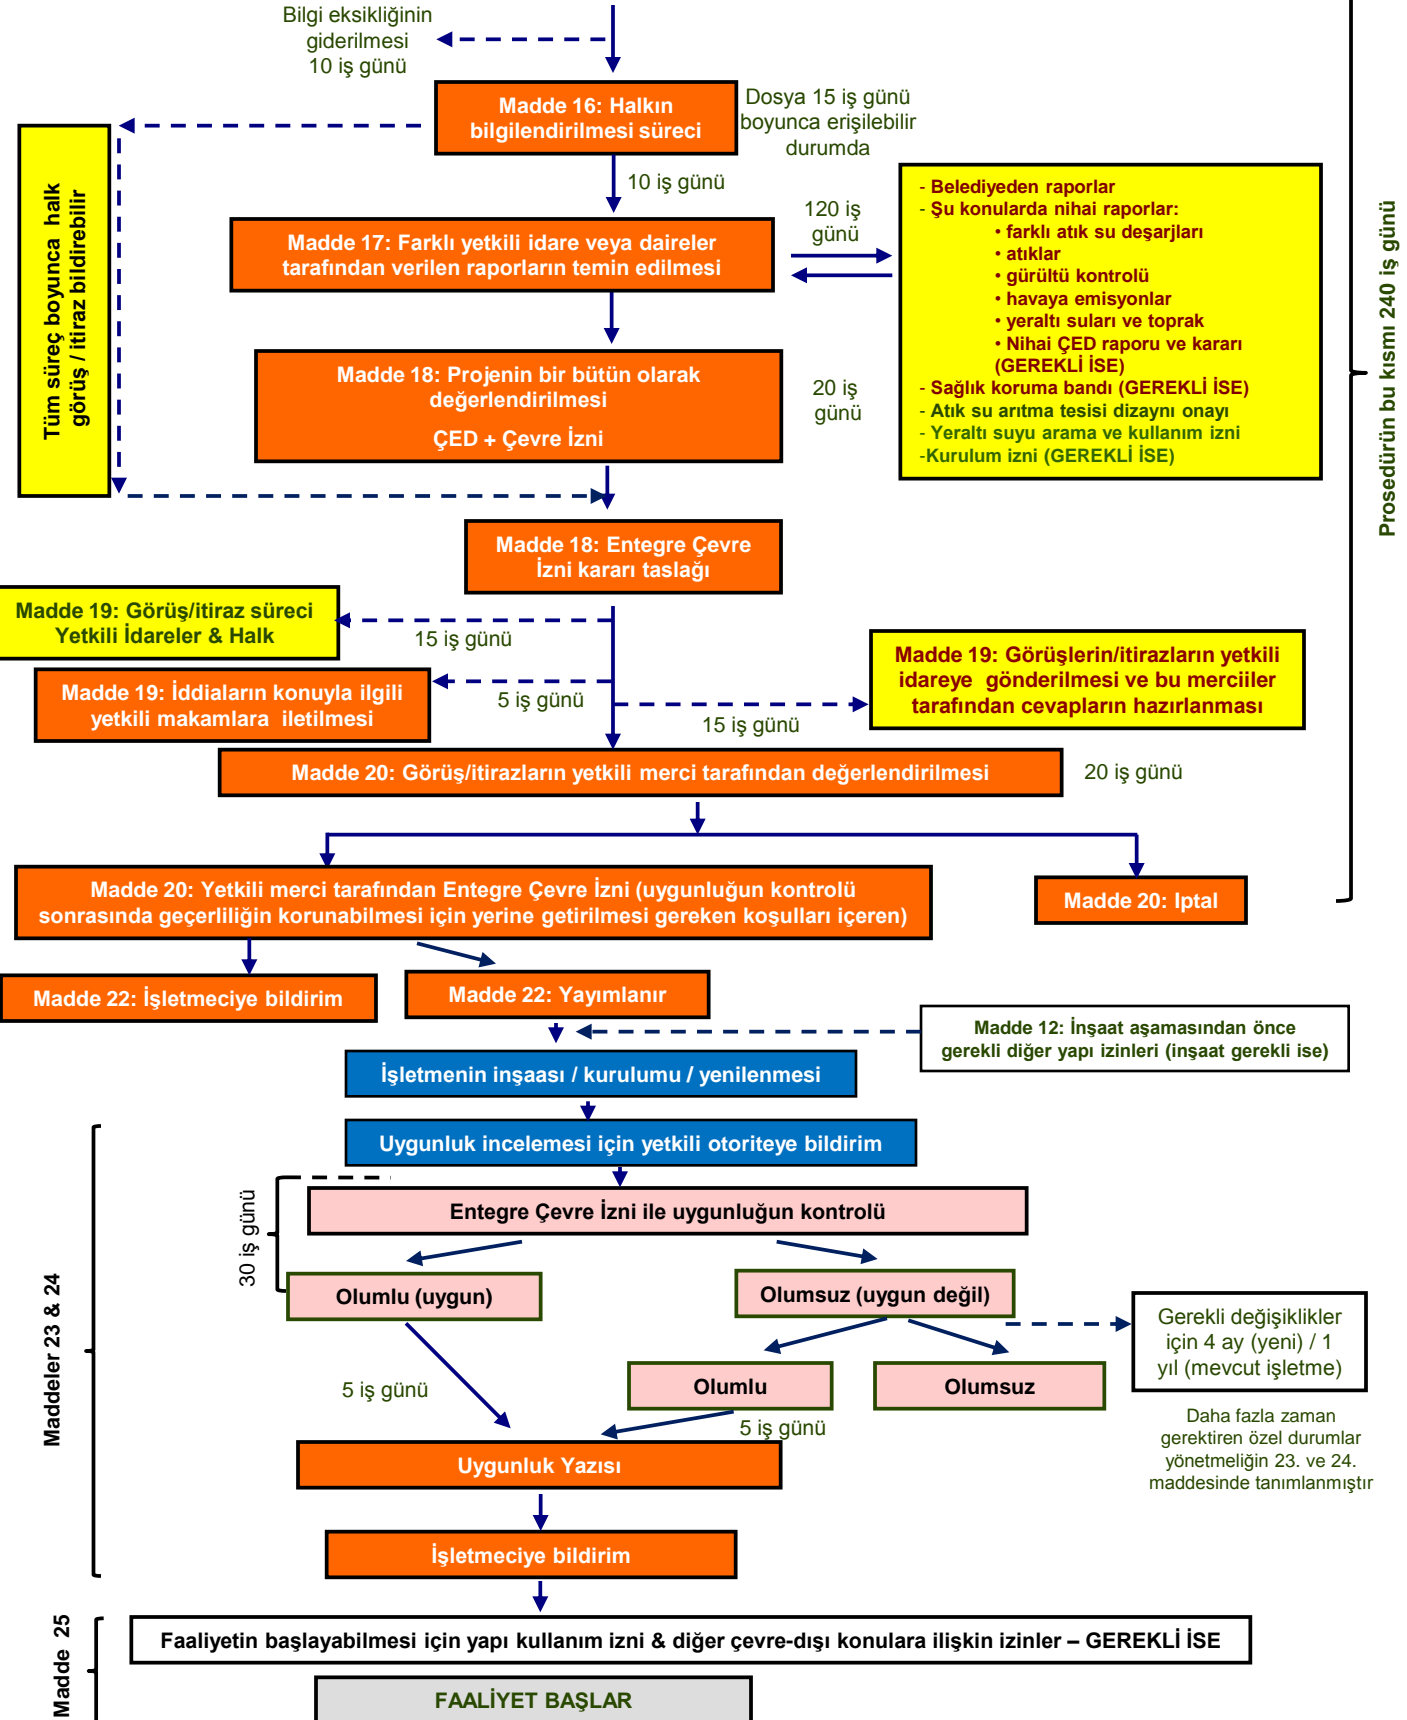 Bilgi eksikliğinin
giderilmesi
10 iş günü
Madde 16: Halkın
bilgilendirilmesi süreci
Dosya 15 iş günü
boyunca erişilebilir
durumda
Tüm süreç boyunca halk
görüş / itiraz bildirebilir
10 iş günü
Madde 17: Farklı yetkili idare veya daireler
tarafından verilen raporların temin edilmesi
120 iş
günü
- Belediyeden raporlar
- Şu konularda nihai raporlar:
• farklı atık su deşarjları
• atıklar
• gürültü kontrolü
• havaya emisyonlar
• yeraltı suları ve toprak
• Nihai ÇED raporu ve kararı
(GEREKLİ İSE)
- Sağlık koruma bandı (GEREKLİ İSE)
- Atık su arıtma tesisi dizaynı onayı
- Yeraltı suyu arama ve kullanım izni
-Kurulum izni (GEREKLİ İSE)
Prosedürün bu kısmı 240 iş günü
Madde 18: Projenin bir bütün olarak
değerlendirilmesi
ÇED + Çevre İzni
20 iş
günü
Madde 18: Entegre Çevre
İzni kararı taslağı
Madde 19: Görüş/itiraz süreci
Yetkili İdareler & Halk
15 iş günü
Madde 19: İddiaların konuyla ilgili
yetkili makamlara iletilmesi
5 iş günü
15 iş günü
Madde 19: Görüşlerin/itirazların yetkili
idareye gönderilmesi ve bu merciiler
tarafından cevapların hazırlanması
Madde 20: Görüş/itirazların yetkili merci tarafından değerlendirilmesi
20 iş günü
Madde 20: Yetkili merci tarafından Entegre Çevre İzni (uygunluğun kontrolü
sonrasında geçerliliğin korunabilmesi için yerine getirilmesi gereken koşulları içeren)
Madde 20: Iptal
Madde 22: İşletmeciye bildirim
Madde 22: Yayımlanır
Madde 12: İnşaat aşamasından önce
gerekli diğer yapı izinleri (inşaat gerekli ise)
İşletmenin inşaası / kurulumu / yenilenmesi
Uygunluk incelemesi için yetkili otoriteye bildirim
Maddeler 23 & 24
30 iş günü
Entegre Çevre İzni ile uygunluğun kontrolü
Olumlu (uygun)
Olumsuz (uygun değil)
Gerekli değişiklikler
için 4 ay (yeni) / 1
yıl (mevcut işletme)
5 iş günü
Olumlu
Olumsuz
5 iş günü
Daha fazla zaman
gerektiren özel durumlar
yönetmeliğin 23. ve 24.
maddesinde tanımlanmıştır
Uygunluk Yazısı
İşletmeciye bildirim
Madde 25
Faaliyetin başlayabilmesi için yapı kullanım izni & diğer çevre-dışı konulara ilişkin izinler – GEREKLİ İSE
FAALİYET BAŞLAR